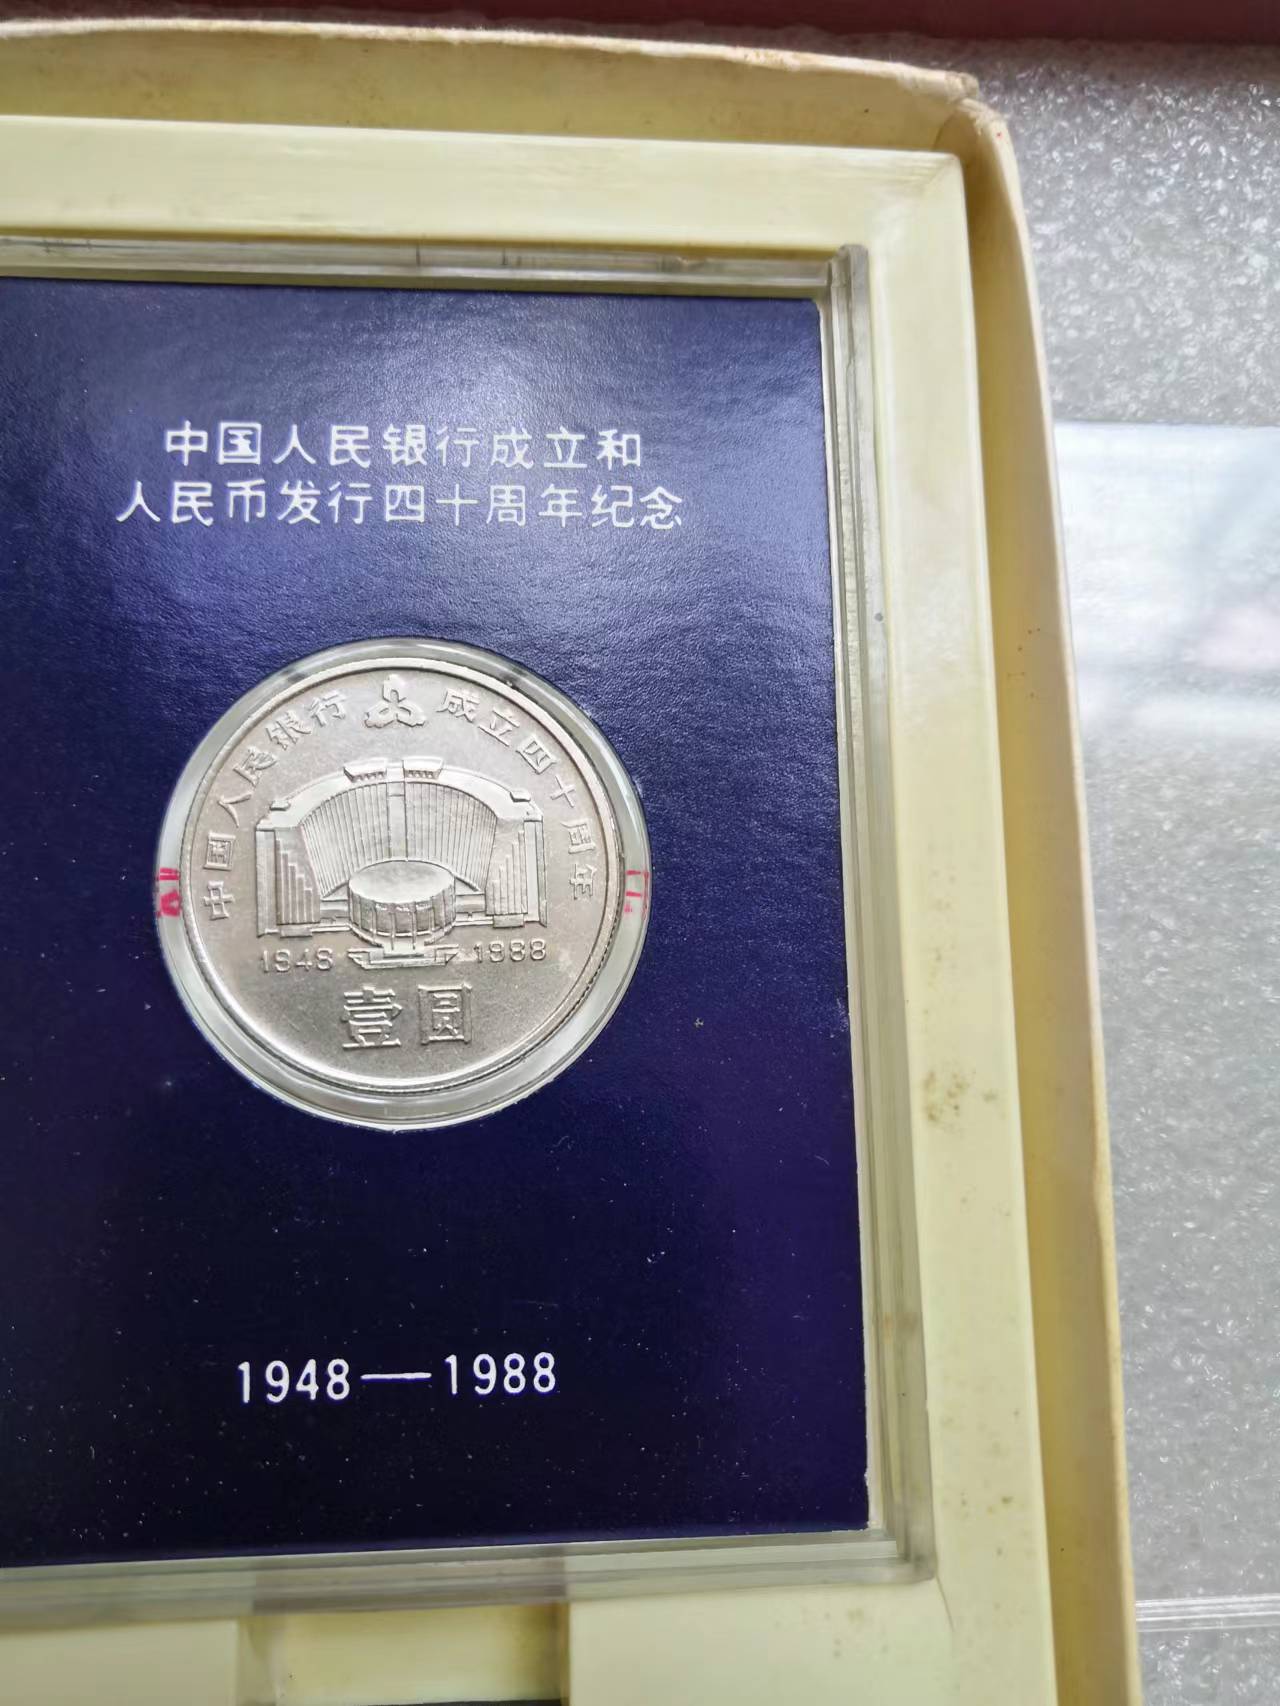 中国人民银行成立和
人民币发行四十周年纪念
中国人民银行 成立四十周年
1948 1988
壹圆
1948—1988